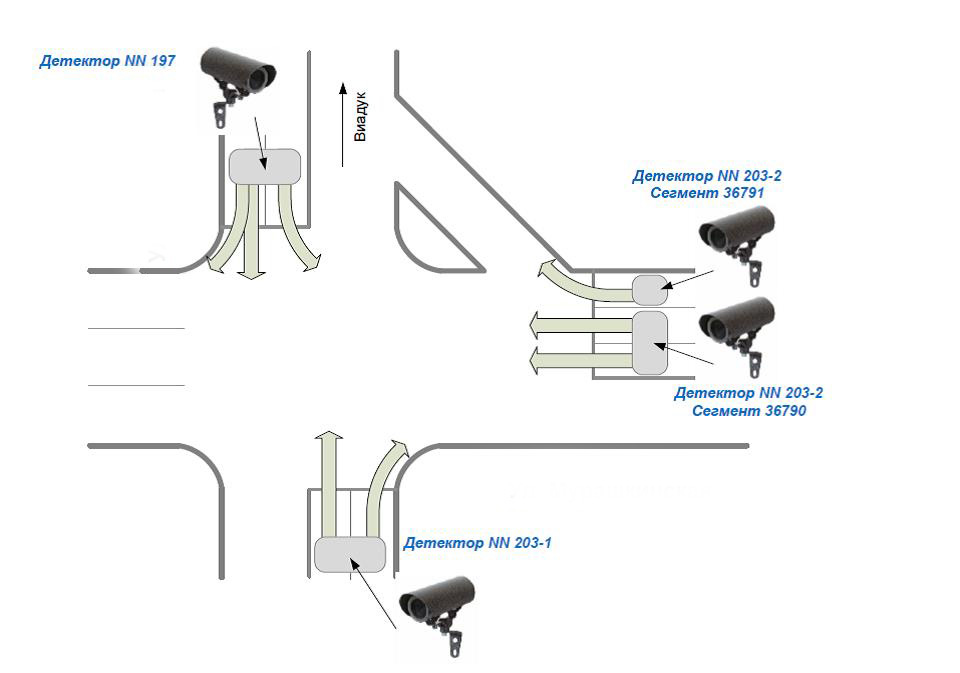 Детектор NN 197
Виадук
Детектор NN 203-2
Сегмент 36791
Детектор NN 203-2
Сегмент 36790
Детектор NN 203-1